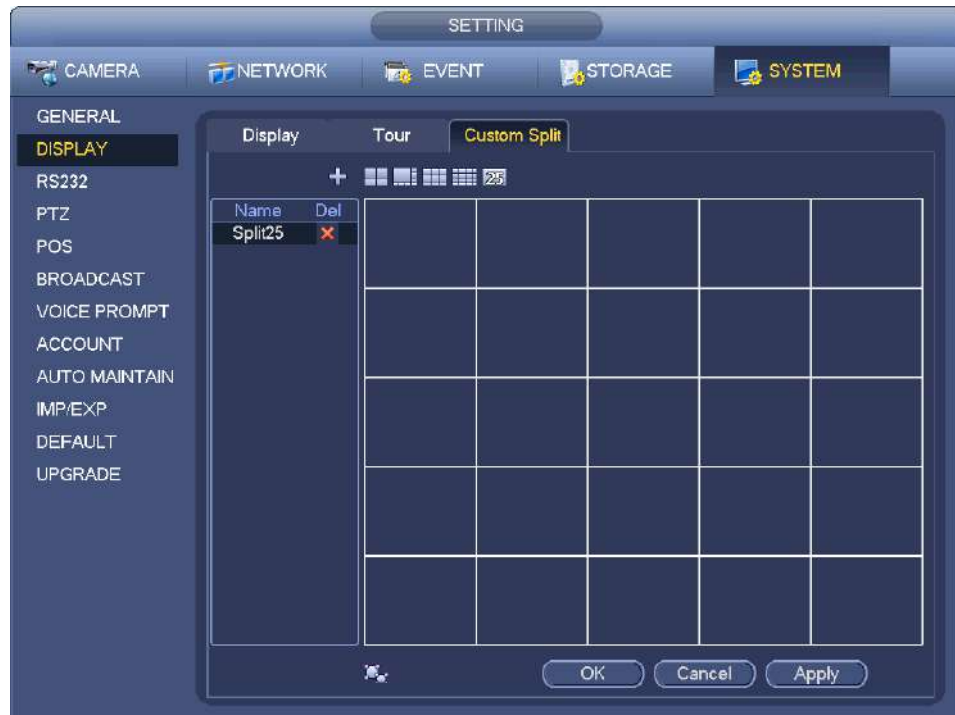 SETTING
CAMERA NETWORK EVENT STORAGE SYSTEM
GENERAL
DISPLAY
RS232
PTZ
POS
BROADCAST
VOICE PROMPT
ACCOUNT
AUTO MAINTAIN
IMP/EXP
DEFAULT
UPGRADE
Display Tour Custom Split
25
Name Del
Split25
OK Cancel Apply